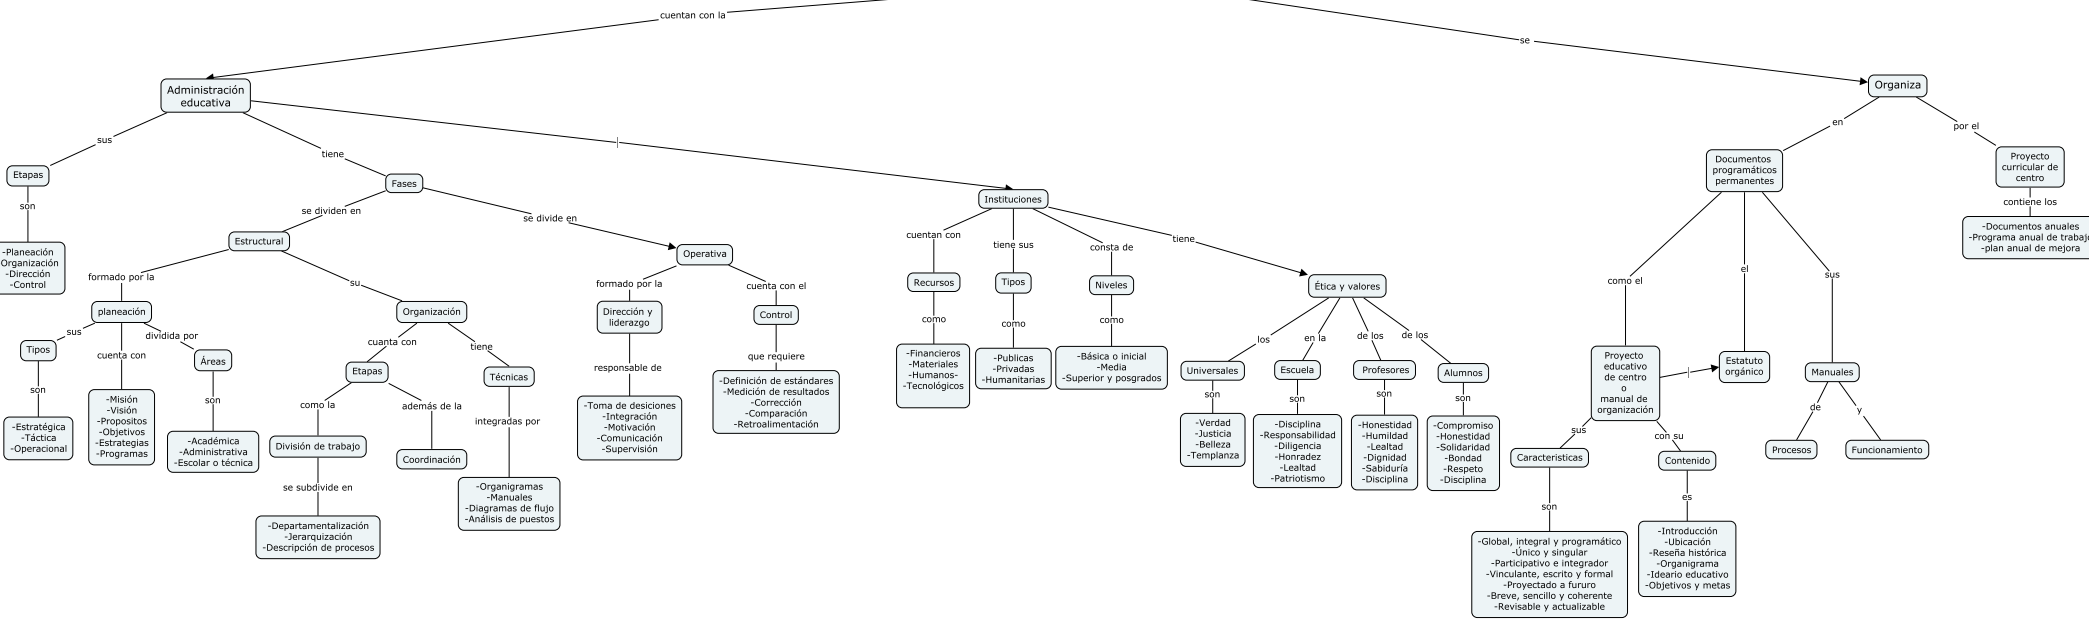 cuentan con la
se
Administración
educativa
Organiza
sus
tiene
en
por el
Etapas
Fases
Documentos
programáticos
permanentes
Proyecto
curricular de
centro
son
se dividen en
se divide en
Instituciones
contiene los
-Planeación
Organización
-Dirección
-Control
Estructural
Operativa
cuentan con
tiene sus
consta de
tiene
-Documentos anuales
-Programa anual de trabajo
-plan anual de mejora
formado por la
su
formado por la
cuenta con el
Recursos
Tipos
Niveles
Ética y valores
como el
el
sus
planeación
Organización
Dirección y
liderazgo
Control
como
como
como
sus
cuenta con
dividida por
cuanta con
tiene
responsable de
que requiere
los
en la
de los
de los
Tipos
Áreas
Etapas
Técnicas
-Financieros
-Materiales
-Humanos-
-Tecnológicos
-Publicas
-Privadas
-Humanitarias
-Básica o inicial
-Media
-Superior y posgrados
Universales
Escuela
Profesores
Alumnos
Proyecto
educativo
de centro
o
manual de
organización
Estatuto
orgánico
Manuales
son
son
como la
además de la
integradas por
-Toma de desiciones
-Integración
-Motivación
-Comunicación
-Supervisión
-Definición de estándares
-Medición de resultados
-Corrección
-Comparación
-Retroalimentación
son
son
son
son
-Estratégica
-Táctica
-Operacional
-Misión
-Visión
-Propositos
-Objetivos
-Estrategias
-Programas
-Académica
-Administrativa
-Escolar o técnica
División de trabajo
Coordinación
-Verdad
-Justicia
-Belleza
-Templanza
-Disciplina
-Responsabilidad
-Diligencia
-Honradez
-Lealtad
-Patriotismo
-Honestidad
-Humildad
-Lealtad
-Dignidad
-Sabiduría
-Disciplina
-Compromiso
-Honestidad
-Solidaridad
-Bondad
-Respeto
-Disciplina
sus
con su
de
y
Caracteristicas
Contenido
Procesos
Funcionamiento
se subdivide en
-Organigramas
-Manuales
-Diagramas de flujo
-Análisis de puestos
son
es
-Departamentalización
-Jerarquización
-Descripción de procesos
-Global, integral y programático
-Único y singular
-Participativo e integrador
-Vinculante, escrito y formal
-Proyectado a fururo
-Breve, sencillo y coherente
-Revisable y actualizable
-Introducción
-Ubicación
-Reseña histórica
-Organigrama
-Ideario educativo
-Objetivos y metas